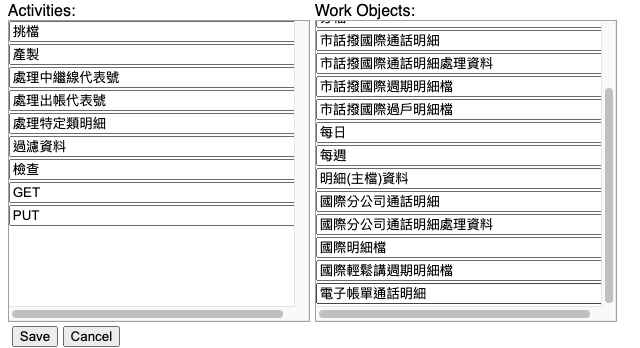 Activities:
挑檔
產製
處理中繼線代表號
處理出帳代表號
處理特定類明細
過濾資料
檢查
GET
PUT
Work Objects:
市話撥國際通話明細
市話撥國際通話明細處理資料
市話撥國際週期明細檔
市話撥國際過戶明細檔
每日
每週
明細(主檔)資料
國際分公司通話明細
國際分公司通話明細處理資料
國際明細檔
國際輕鬆講週期明細檔
電子帳單通話明細
Save
Cancel